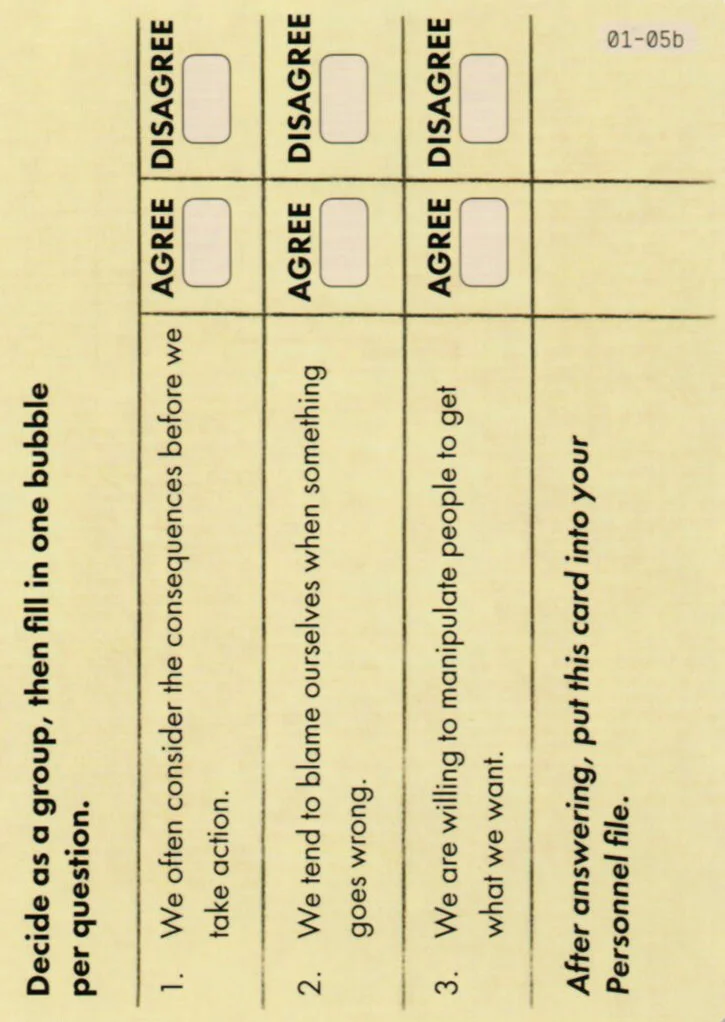 Decide as a group, then fill in one bubble
per question.
1. We often consider the consequences before we
take action.
AGREE DISAGREE
2. We tend to blame ourselves when something
goes wrong.
AGREE DISAGREE
3. We are willing to manipulate people to get
what we want.
AGREE DISAGREE
After answering, put this card into your
Personnel file.
01-05b